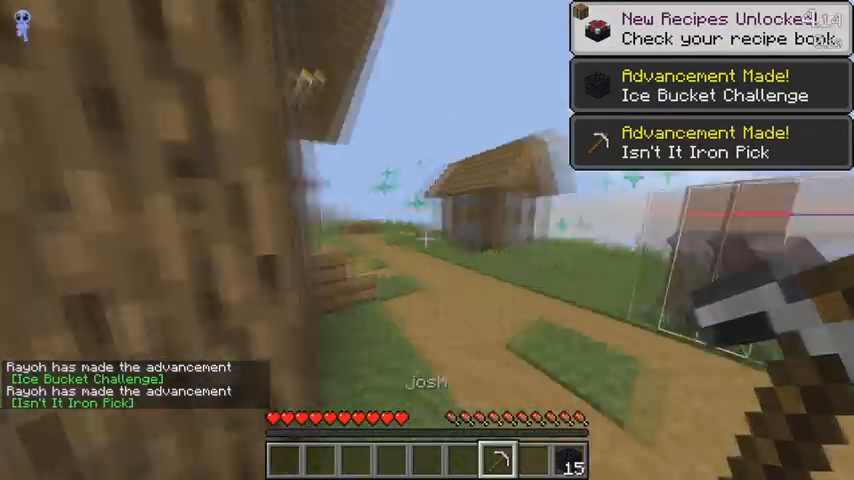 New Recipes Unlocked!
Check your recipe book
Advancement Made!
Ice Bucket Challenge
Advancement Made!
Isn't It Iron Pick
Rayoh has made the advancement
[Ice Bucket Challenge]
Rayoh has made the advancement
[Isn't It Iron Pick]
josh
15